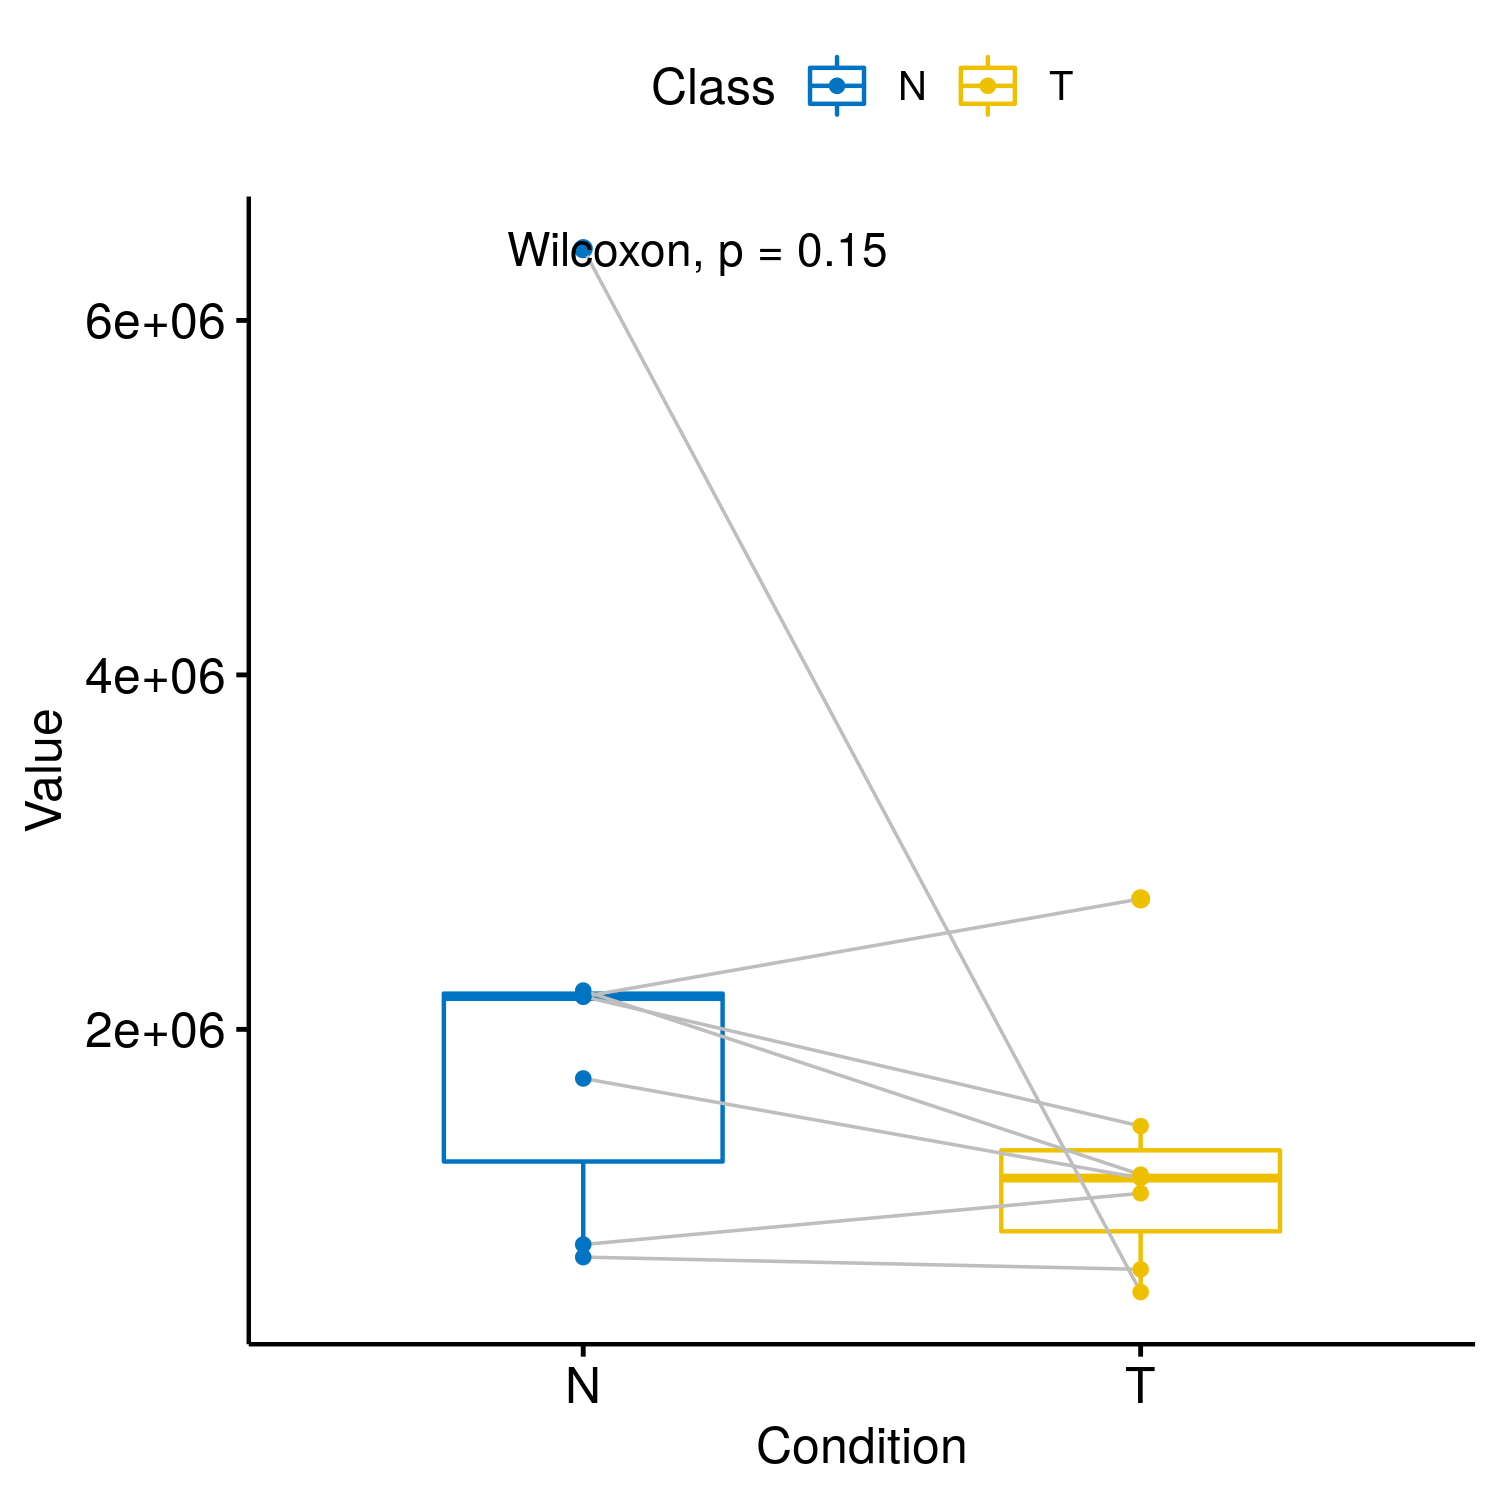 Class N T
Wilcoxon, p = 0.15
6e+06
4e+06
2e+06
Value
N T
Condition